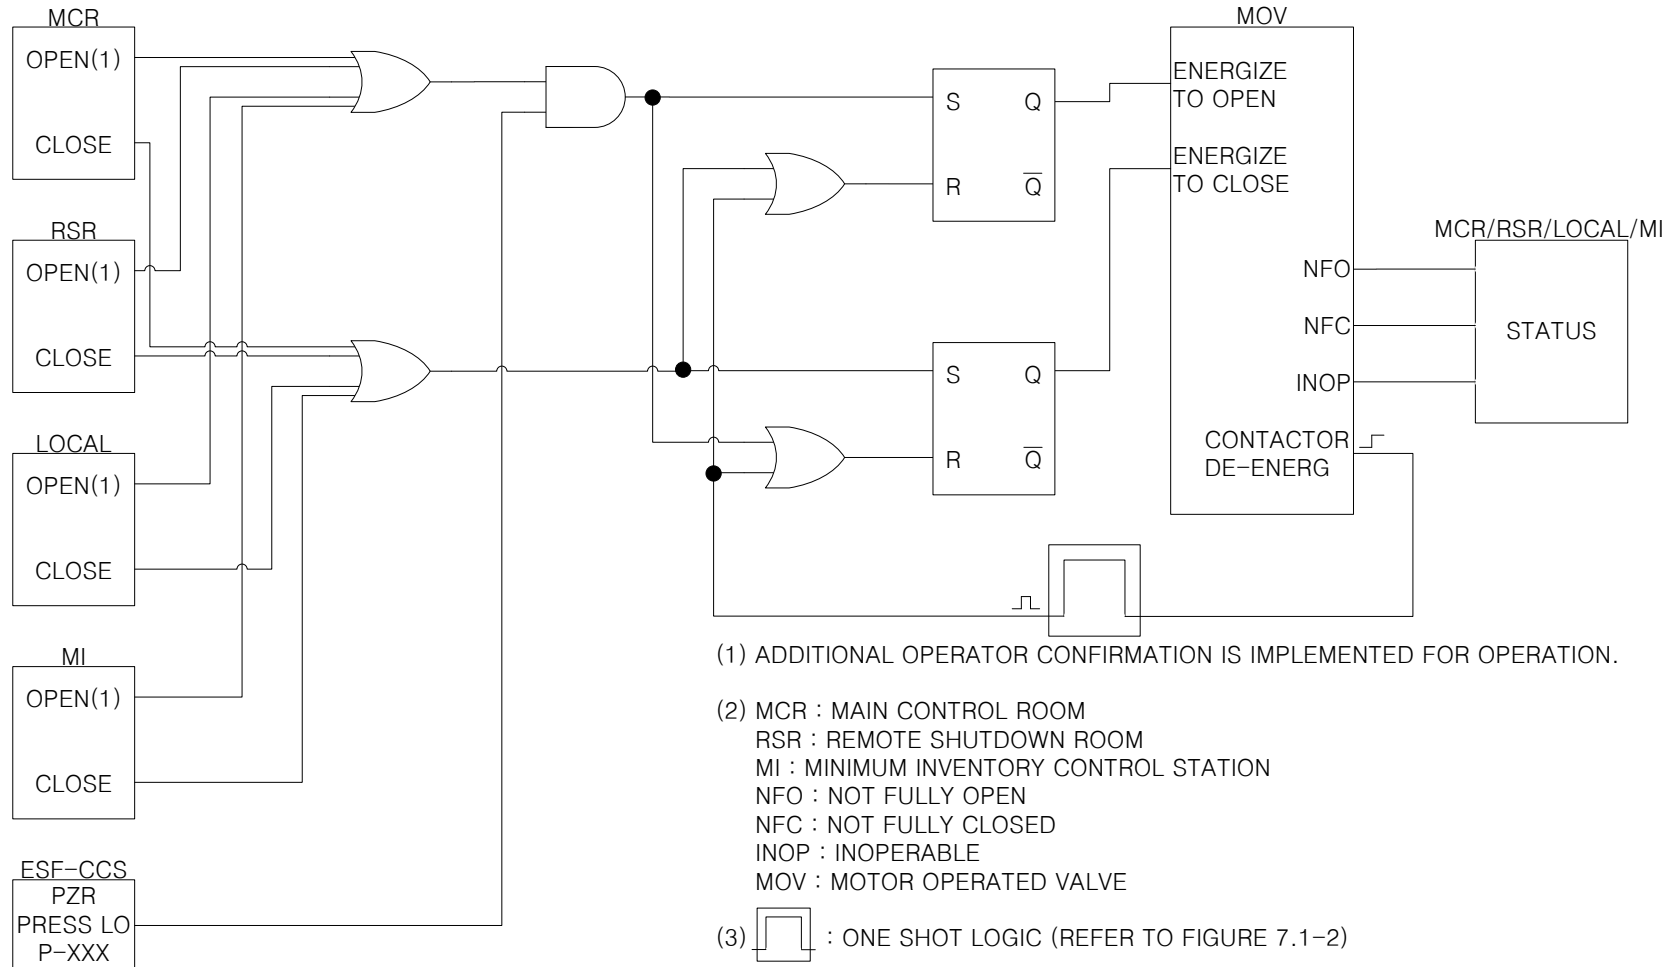 MCR
OPEN(1)
CLOSE
RSR
OPEN(1)
CLOSE
LOCAL
OPEN(1)
CLOSE
MI
OPEN(1)
CLOSE
ESF-CCS
PZR
PRESS LO
P-XXX
S Q
R Q̅
S Q
R Q̅
MOV
ENERGIZE
TO OPEN
ENERGIZE
TO CLOSE
NFO
NFC
INOP
CONTACTOR
DE-ENERG
MCR/RSR/LOCAL/MI
STATUS
(1) ADDITIONAL OPERATOR CONFIRMATION IS IMPLEMENTED FOR OPERATION.
(2) MCR : MAIN CONTROL ROOM
RSR : REMOTE SHUTDOWN ROOM
MI : MINIMUM INVENTORY CONTROL STATION
NFO : NOT FULLY OPEN
NFC : NOT FULLY CLOSED
INOP : INOPERABLE
MOV : MOTOR OPERATED VALVE
(3) : ONE SHOT LOGIC (REFER TO FIGURE 7.1-2)